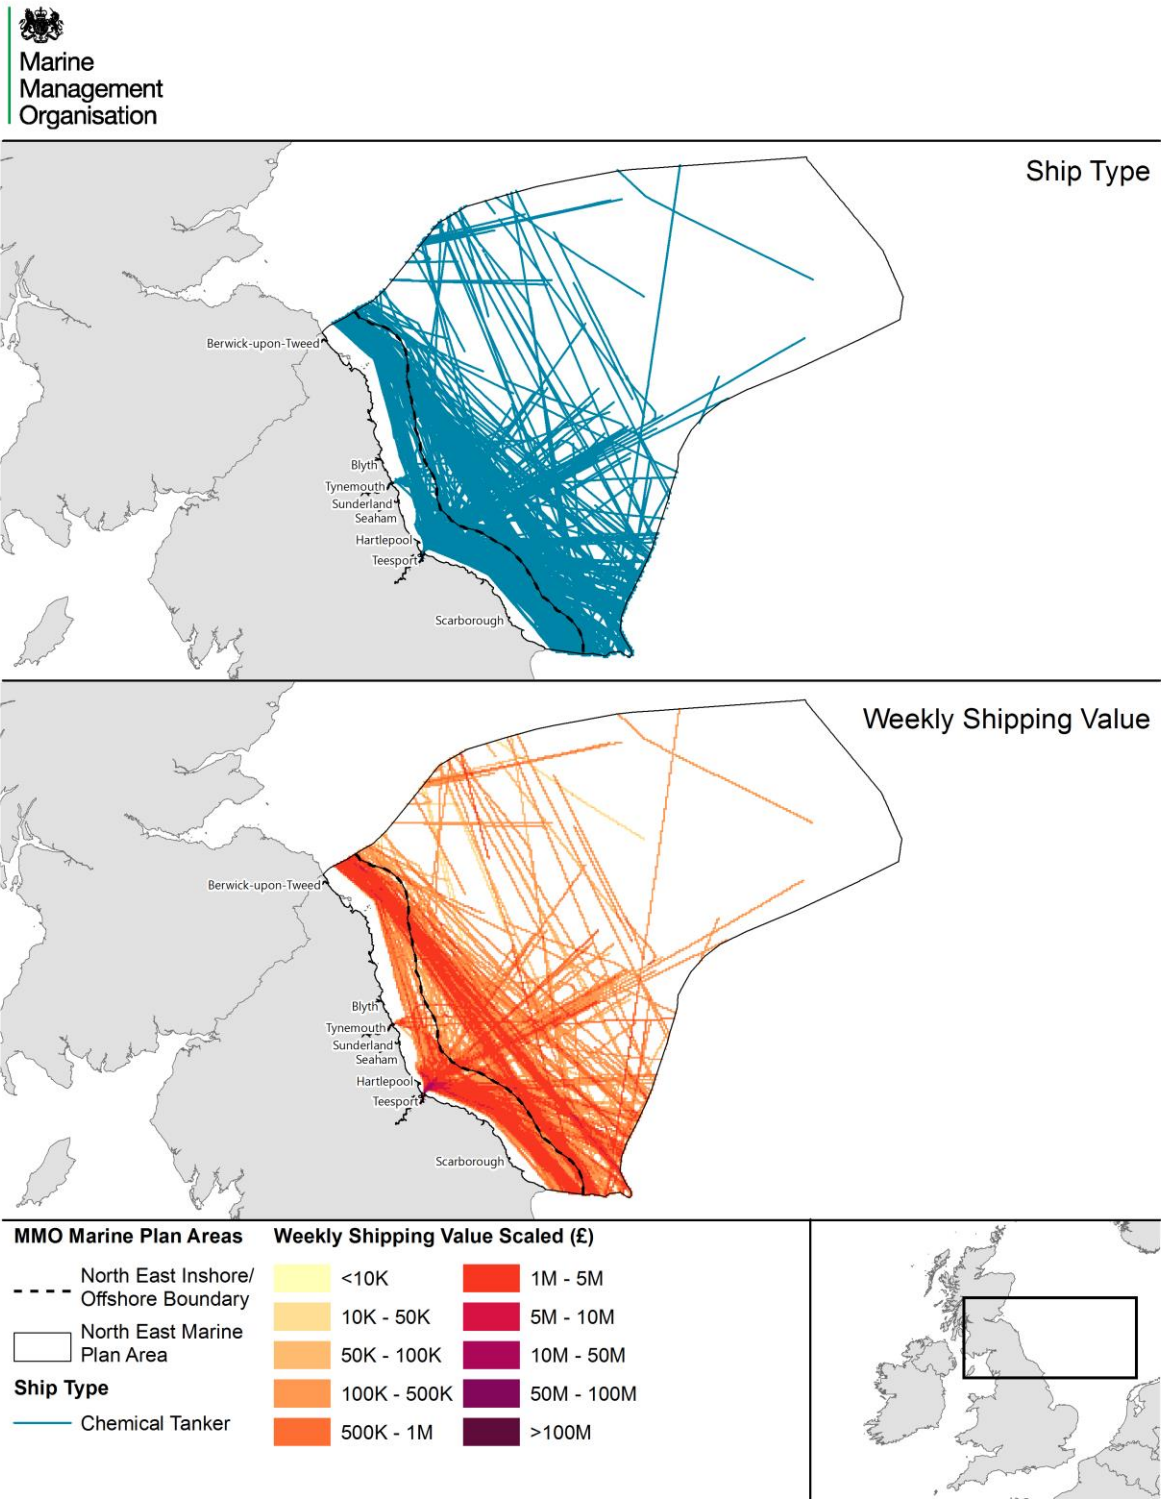 Marine
Management
Organisation
Ship Type
Berwick-upon-Tweed
Blyth
Tynemouth
Sunderland
Seaham
Hartlepool
Teesport
Scarborough
Weekly Shipping Value
Berwick-upon-Tweed
Blyth
Tynemouth
Sunderland
Seaham
Hartlepool
Teesport
Scarborough
MMO Marine Plan Areas
North East Inshore/
Offshore Boundary
North East Marine
Plan Area
Ship Type
Chemical Tanker
Weekly Shipping Value Scaled (£)
<10K
10K - 50K
50K - 100K
100K - 500K
500K - 1M
1M - 5M
5M - 10M
10M - 50M
50M - 100M
>100M